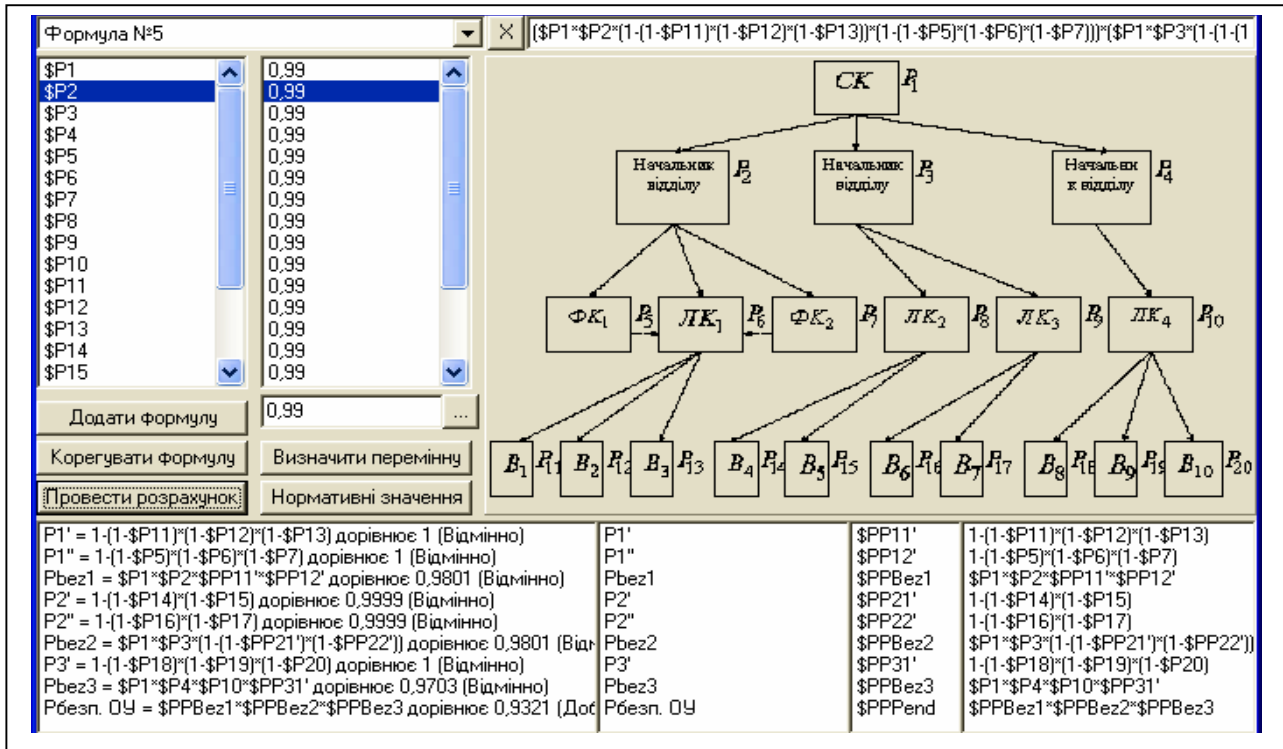 Формула №5
X
($P1*$P2*(1-(1-$P11)*(1-$P12)*(1-$P13))*(1-(1-$P5)*(1-$P6)*(1-$P7)))*($P1*$P3*(1-(1-(1
$P1 0,99
$P2 0,99
$P3 0,99
$P4 0,99
$P5 0,99
$P6 0,99
$P7 0,99
$P8 0,99
$P9 0,99
$P10 0,99
$P11 0,99
$P12 0,99
$P13 0,99
$P14 0,99
$P15 0,99
Додати формулу
0,99
...
Корегувати формулу
Визначити перемінну
Провести розрахунок
Нормативні значення
СК P1
Начальник відділу P2
Начальник відділу P3
Начальни к відділу P4
ФК1 P5 ЛК1 P6 ФК2 P7 ЛК2 P8 ЛК3 P9 ЛК4 P10
B1 P11 B2 P12 B3 P13 B4 P14 B5 P15 B6 P16 B7 P17 B8 P18 B9 P19 B10 P20
P1' = 1-(1-$P11)*(1-$P12)*(1-$P13) дорівнює 1 (Відмінно)
P1'' = 1-(1-$P5)*(1-$P6)*(1-$P7) дорівнює 1 (Відмінно)
Pbez1 = $P1*$P2*$PP11'*$PP12' дорівнює 0,9801 (Відмінно)
P2' = 1-(1-$P14)*(1-$P15) дорівнює 0,9999 (Відмінно)
P2'' = 1-(1-$P16)*(1-$P17) дорівнює 0,9999 (Відмінно)
Pbez2 = $P1*$P3*(1-(1-$PP21')*(1-$PP22')) дорівнює 0,9801 (Відм
P3' = 1-(1-$P18)*(1-$P19)*(1-$P20) дорівнює 1 (Відмінно)
Pbez3 = $P1*$P4*$P10*$PP31' дорівнює 0,9703 (Відмінно)
Pбезп. ОУ = $PPBez1*$PPBez2*$PPBez3 дорівнює 0,9321 (Доб
P1'
P1''
Pbez1
P2'
P2''
Pbez2
P3'
Pbez3
Pбезп. ОУ
$PP11'
$PP12'
$PPBez1
$PP21'
$PP22'
$PPBez2
$PP31'
$PPBez3
$PPPend
1-(1-$P11)*(1-$P12)*(1-$P13)
1-(1-$P5)*(1-$P6)*(1-$P7)
$P1*$P2*$PP11'*$PP12'
1-(1-$P14)*(1-$P15)
1-(1-$P16)*(1-$P17)
$P1*$P3*(1-(1-$PP21')*(1-$PP22'))
1-(1-$P18)*(1-$P19)*(1-$P20)
$P1*$P4*$P10*$PP31'
$PPBez1*$PPBez2*$PPBez3